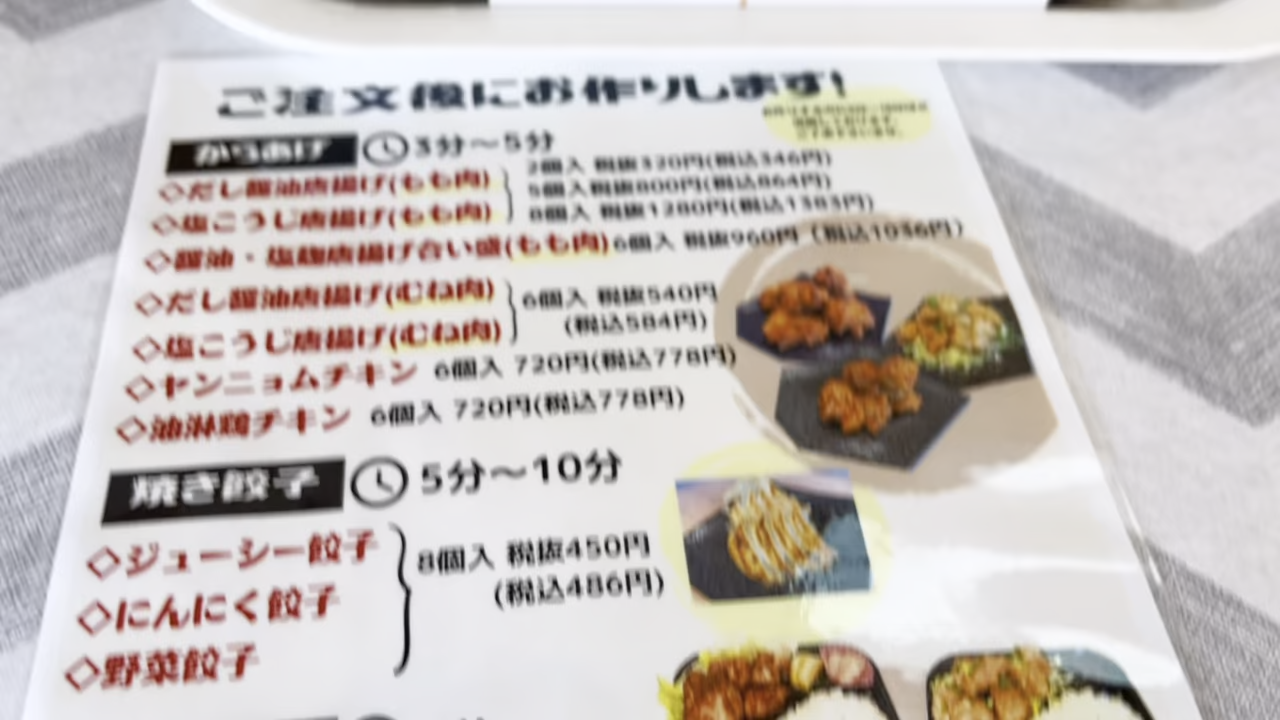 ご注文後にお作りします!
からあげ 3分～5分
◇だし醤油唐揚げ(もも肉)
◇塩こうじ唐揚げ(もも肉)
2個入 税抜320円(税込346円)
5個入 税抜800円(税込864円)
8個入 税抜1280円(税込1383円)
◇醤油・塩麹唐揚げ合い盛(もも肉) 6個入 税抜960円 (税込1036円)
◇だし醤油唐揚げ(むね肉)
◇塩こうじ唐揚げ(むね肉)
6個入 税抜540円
(税込584円)
◇ヤンニョムチキン 6個入 720円(税込778円)
◇油淋鶏チキン 6個入 720円(税込778円)
焼き餃子 5分～10分
◇ジューシー餃子
◇にんにく餃子
◇野菜餃子
8個入 税抜450円
(税込486円)